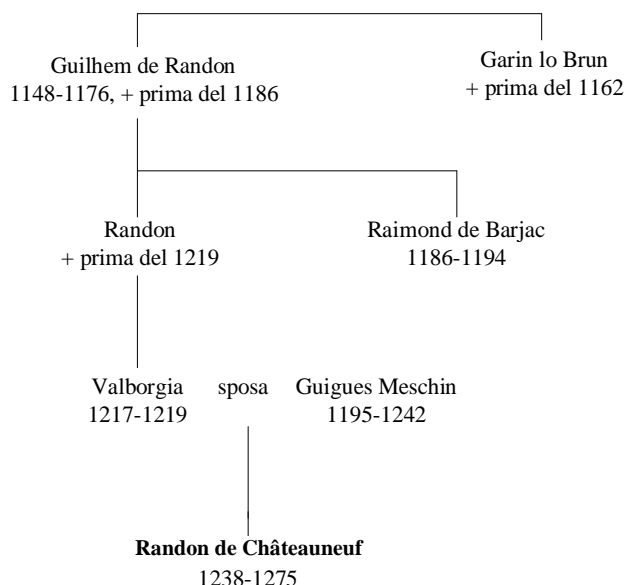 Guilhem de Randon
1148-1176, + prima del 1186
Garin lo Brun
+ prima del 1162
Randon
+ prima del 1219
Raimond de Barjac
1186-1194
Valborgia sposa Guigues Meschin
1217-1219 1195-1242
Randon de Châteauneuf
1238-1275